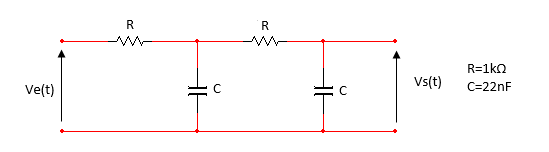 R
R
Ve(t)
C
C
Vs(t)
R=1kΩ
C=22nF